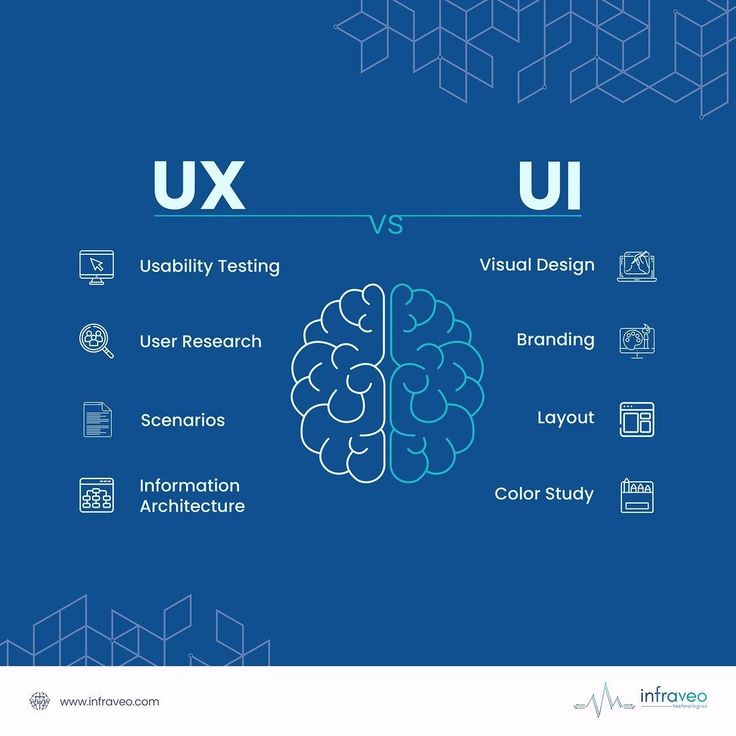 UX
VS
UI
Usability Testing
User Research
Scenarios
Information
Architecture
Visual Design
Branding
Layout
Color Study
www.infraveo.com
infraveo
technologies